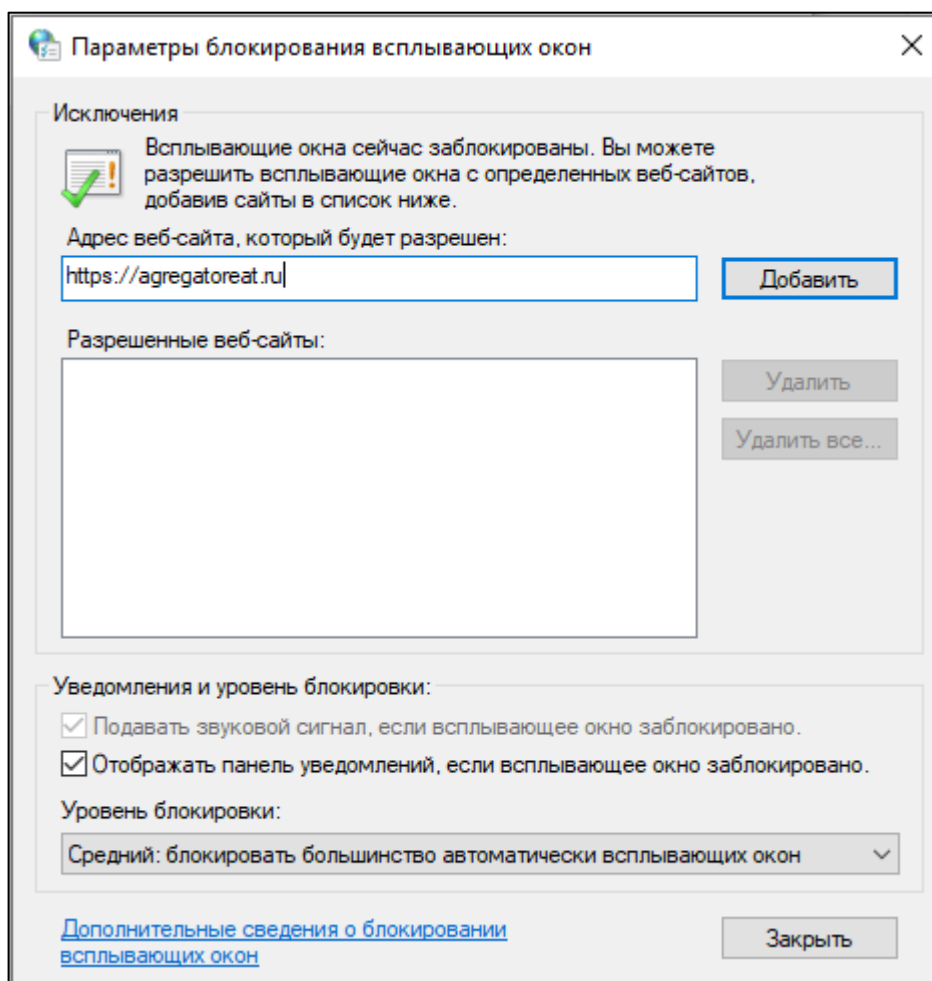 Параметры блокирования всплывающих окон
Исключения
Всплывающие окна сейчас заблокированы. Вы можете
разрешить всплывающие окна с определенных веб-сайтов,
добавив сайты в список ниже.
Адрес веб-сайта, который будет разрешен:
https://agregatoreat.ru
Добавить
Разрешенные веб-сайты:
Удалить
Удалить все...
Уведомления и уровень блокировки:
Подавать звуковой сигнал, если всплывающее окно заблокировано.
Отображать панель уведомлений, если всплывающее окно заблокировано.
Уровень блокировки:
Средний: блокировать большинство автоматически всплывающих окон
Дополнительные сведения о блокировании
всплывающих окон
Закрыть